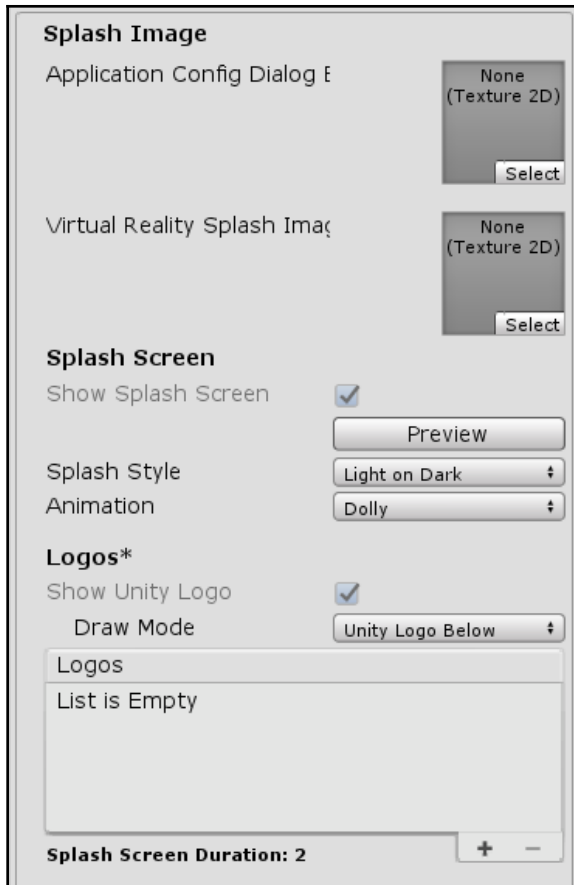 Splash Image
Application Config Dialog E
None
(Texture 2D)
Select
Virtual Reality Splash Imag
None
(Texture 2D)
Select
Splash Screen
Show Splash Screen
Preview
Splash Style Light on Dark
Animation Dolly
Logos*
Show Unity Logo
Draw Mode Unity Logo Below
Logos
List is Empty
Splash Screen Duration: 2 + −